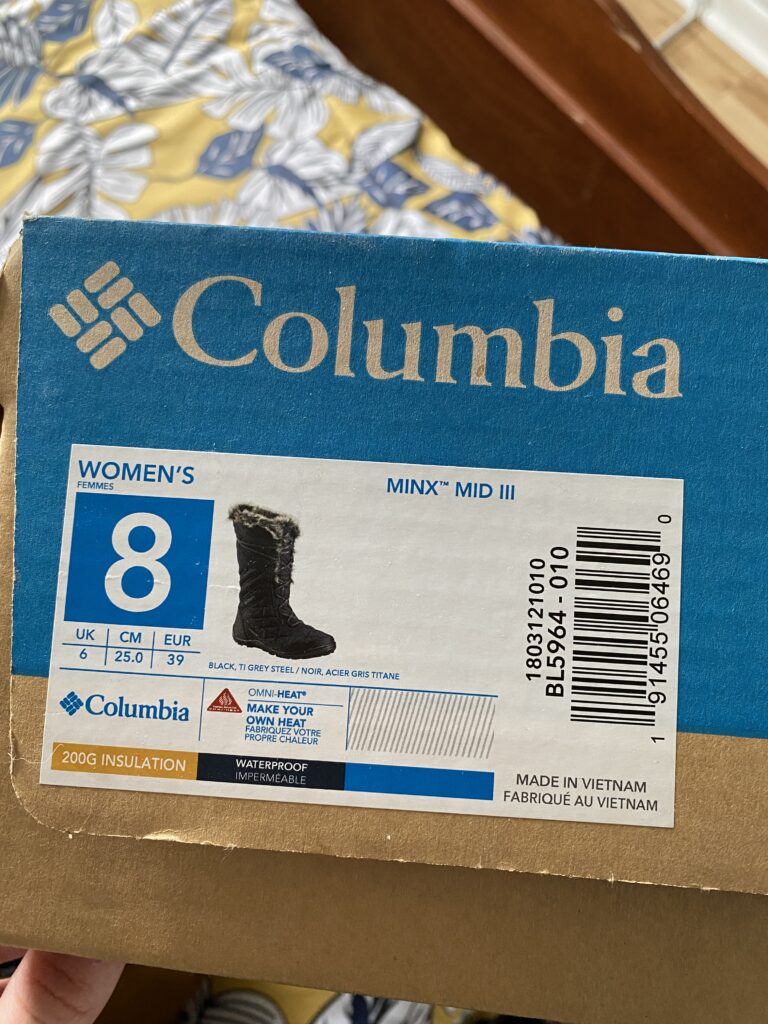 Columbia
WOMEN'S
FEMMES
MINX™ MID III
8
UK CM EUR
6 25.0 39
BLACK, TI GREY STEEL / NOIR, ACIER GRIS TITANE
1803121010
BL5964 - 010
1 91455 06469 0
Columbia
OMNI-HEAT®
MAKE YOUR
OWN HEAT
FABRIQUEZ VOTRE
PROPRE CHALEUR
200G INSULATION
WATERPROOF
IMPERMÉABLE
MADE IN VIETNAM
FABRIQUÉ AU VIETNAM